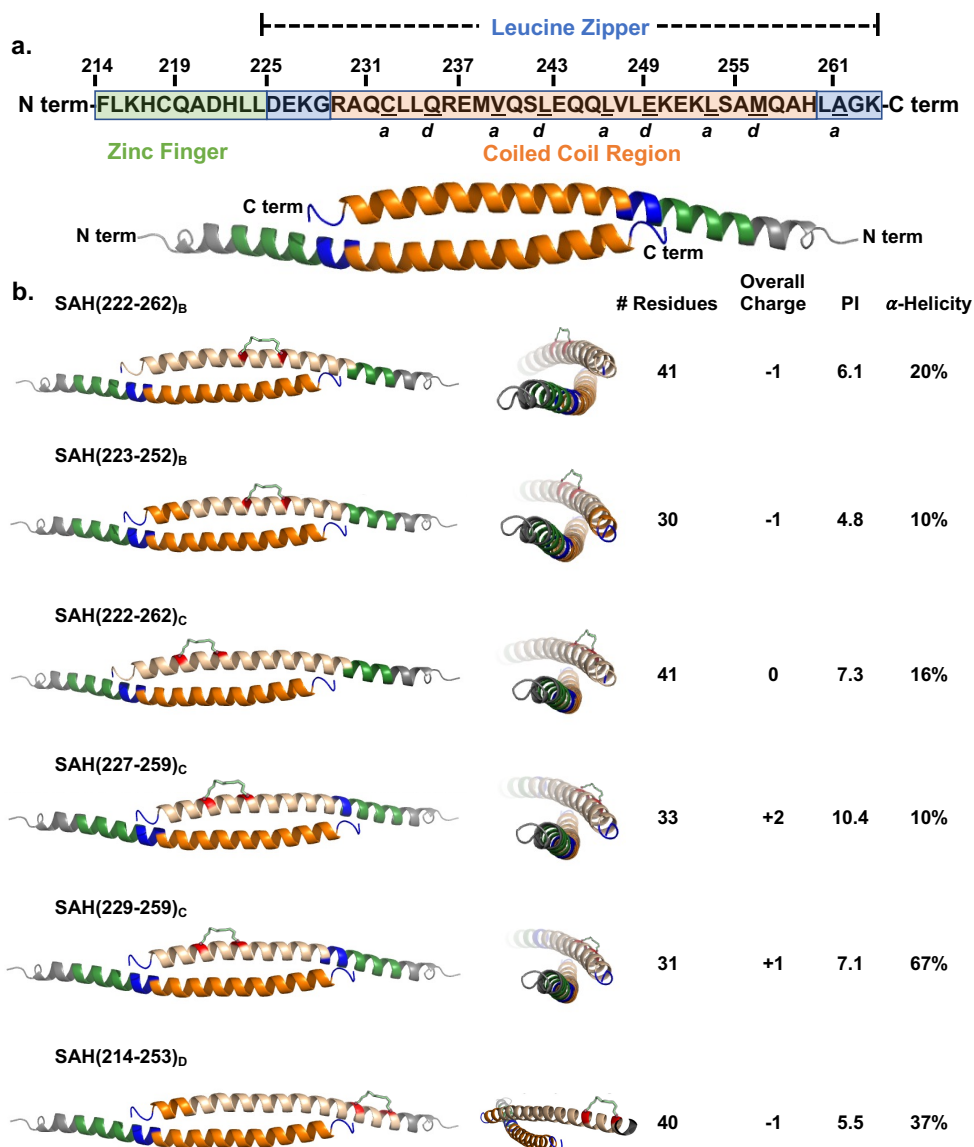 Leucine Zipper
a.
214 219 225 231 237 243 249 255 261
N term-FLKHCQADHLLDEKGRAQCLLQREMVQSLEQQLVLEKEKLSAMQAHLAGK-C term
a d a d a d a d a
Zinc Finger Coiled Coil Region
C term
N term N term
C term
b.
# Residues Overall Charge PI α-Helicity
SAH(222-262)B
41 -1 6.1 20%
SAH(223-252)B
30 -1 4.8 10%
SAH(222-262)C
41 0 7.3 16%
SAH(227-259)C
33 +2 10.4 10%
SAH(229-259)C
31 +1 7.1 67%
SAH(214-253)D
40 -1 5.5 37%